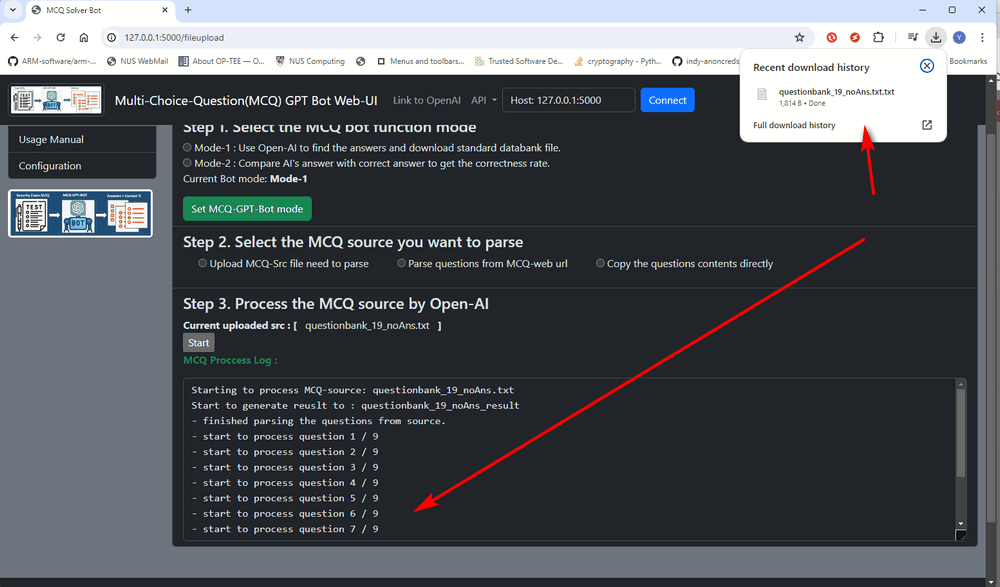 MCQ Solver Bot
127.0.0.1:5000/fileupload
ARM-software/arm-... NUS WebMail About OP-TEE — O... NUS Computing Menus and toolbars... Trusted Software De... cryptography - Pyth... indy-anoncreds Bookmarks
Recent download history
questionbank_19_noAns.txt.txt
1,814 B • Done
Full download history
Multi-Choice-Question(MCQ) GPT Bot Web-UI Link to OpenAI API Host: 127.0.0.1:5000 Connect
Usage Manual
Configuration
TEST
BOT
Step 1. Select the MCQ bot function mode
Mode-1 : Use Open-AI to find the answers and download standard databank file.
Mode-2 : Compare AI's answer with correct answer to get the correctness rate.
Current Bot mode: Mode-1
Set MCQ-GPT-Bot mode
Step 2. Select the MCQ source you want to parse
Upload MCQ-Src file need to parse Parse questions from MCQ-web url Copy the questions contents directly
Step 3. Process the MCQ source by Open-AI
Current uploaded src : [ questionbank_19_noAns.txt ]
Start
MCQ Proccess Log :
Starting to process MCQ-source: questionbank_19_noAns.txt
Start to generate reuslt to : questionbank_19_noAns_result
- finished parsing the questions from source.
- start to process question 1 / 9
- start to process question 2 / 9
- start to process question 3 / 9
- start to process question 4 / 9
- start to process question 5 / 9
- start to process question 6 / 9
- start to process question 7 / 9